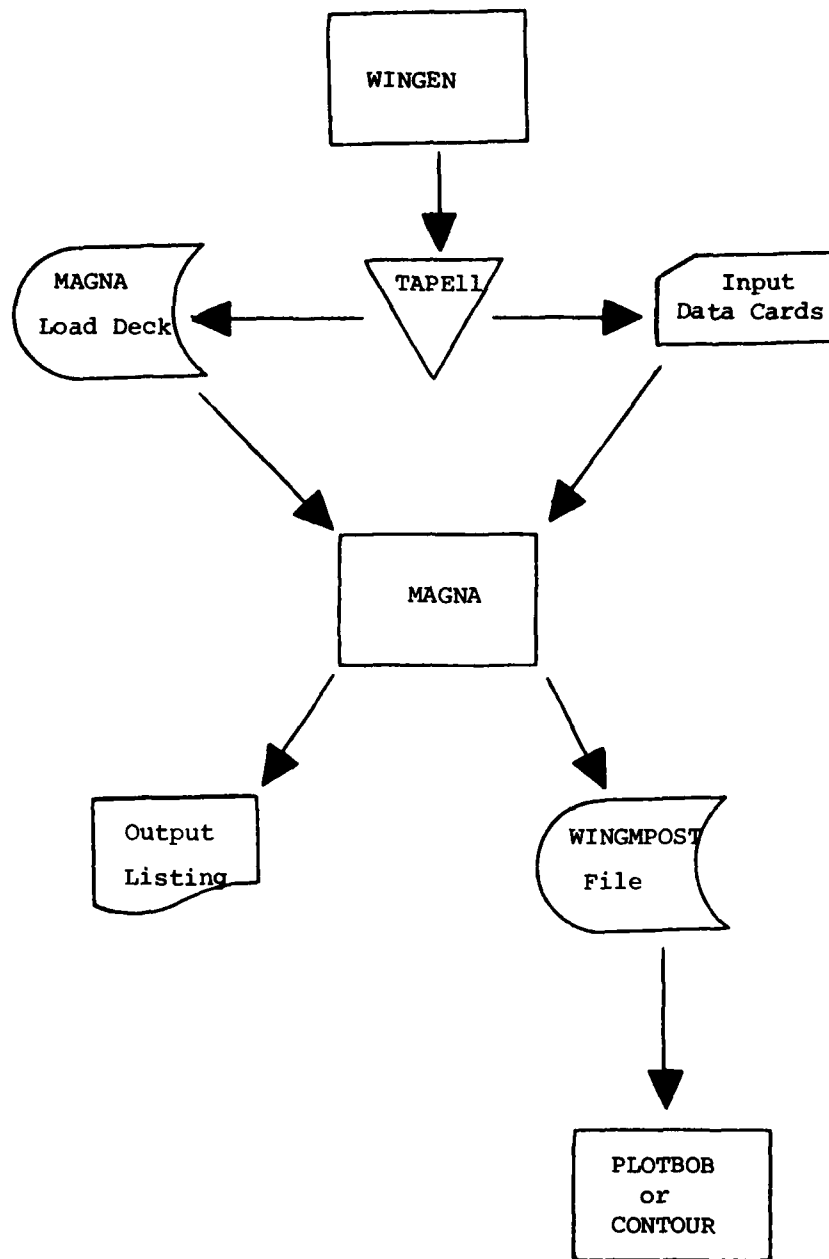 WINGEN
TAPE11
MAGNA
Load Deck
Input
Data Cards
MAGNA
Output
Listing
WINGMPOST
File
PLOTBOB
or
CONTOUR